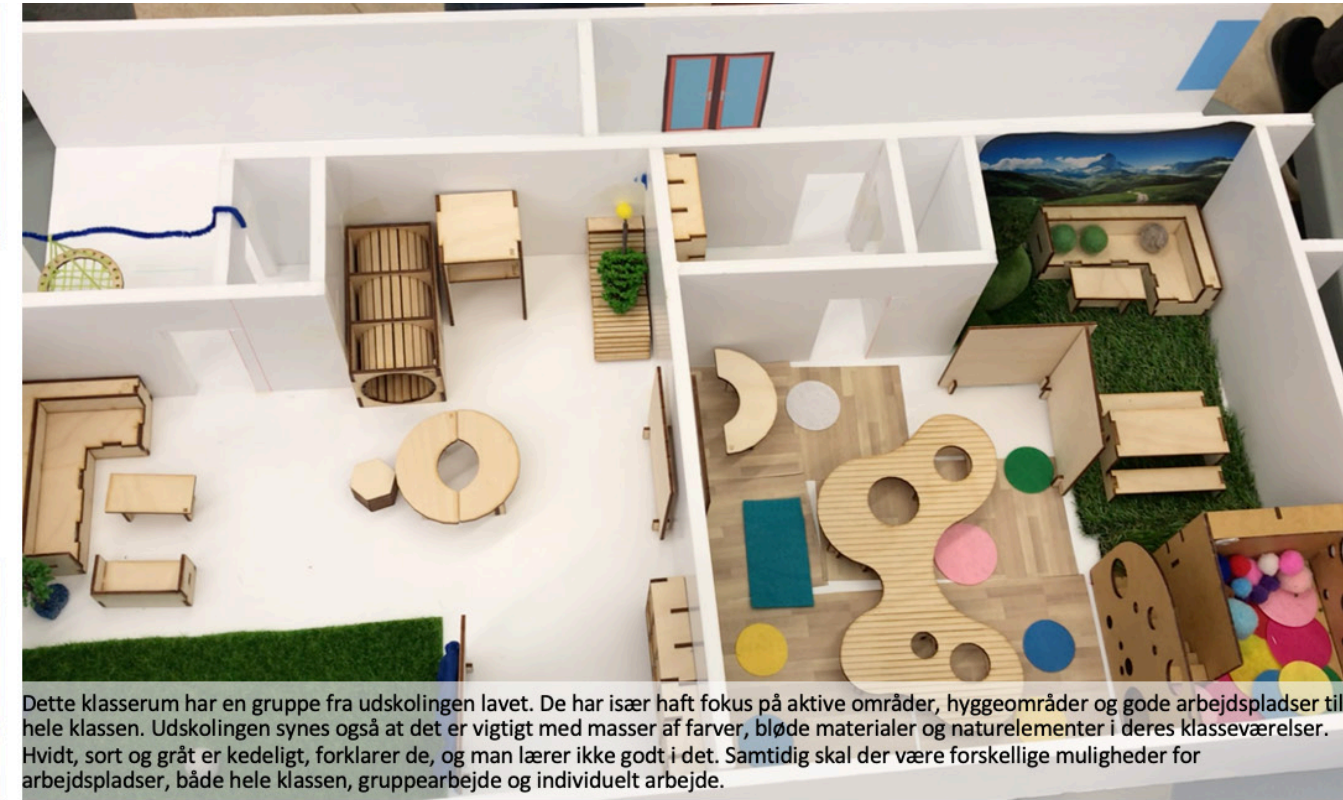 Dette klasserum har en gruppe fra udskolingen lavet. De har især haft fokus på aktive områder, hyggeområder og gode arbejdspladser til
hele klassen. Udskolingen synes også at det er vigtigt med masser af farver, bløde materialer og naturelementer i deres klasseværelser.
Hvidt, sort og gråt er kedeligt, forklarer de, og man lærer ikke godt i det. Samtidig skal der være forskellige muligheder for
arbejdspladser, både hele klassen, gruppearbejde og individuelt arbejde.